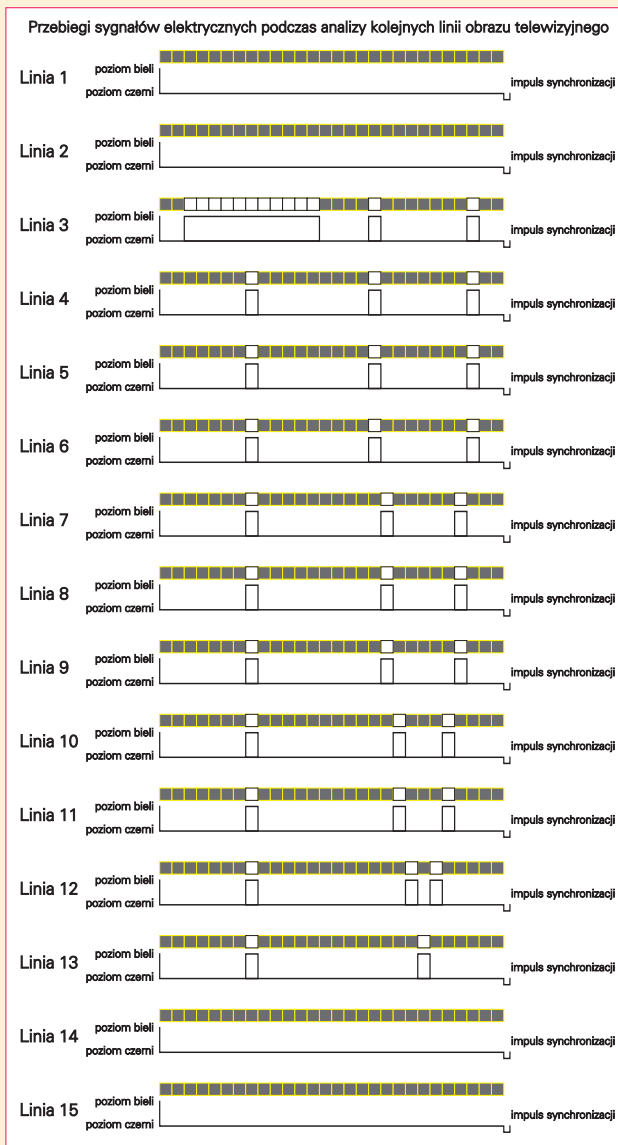 Przebiegi sygnałów elektrycznych podczas analizy kolejnych linii obrazu telewizyjnego
Linia 1
poziom bieli
poziom czerni
impuls synchronizacji
Linia 2
poziom bieli
poziom czerni
impuls synchronizacji
Linia 3
poziom bieli
poziom czerni
impuls synchronizacji
Linia 4
poziom bieli
poziom czerni
impuls synchronizacji
Linia 5
poziom bieli
poziom czerni
impuls synchronizacji
Linia 6
poziom bieli
poziom czerni
impuls synchronizacji
Linia 7
poziom bieli
poziom czerni
impuls synchronizacji
Linia 8
poziom bieli
poziom czerni
impuls synchronizacji
Linia 9
poziom bieli
poziom czerni
impuls synchronizacji
Linia 10
poziom bieli
poziom czerni
impuls synchronizacji
Linia 11
poziom bieli
poziom czerni
impuls synchronizacji
Linia 12
poziom bieli
poziom czerni
impuls synchronizacji
Linia 13
poziom bieli
poziom czerni
impuls synchronizacji
Linia 14
poziom bieli
poziom czerni
impuls synchronizacji
Linia 15
poziom bieli
poziom czerni
impuls synchronizacji